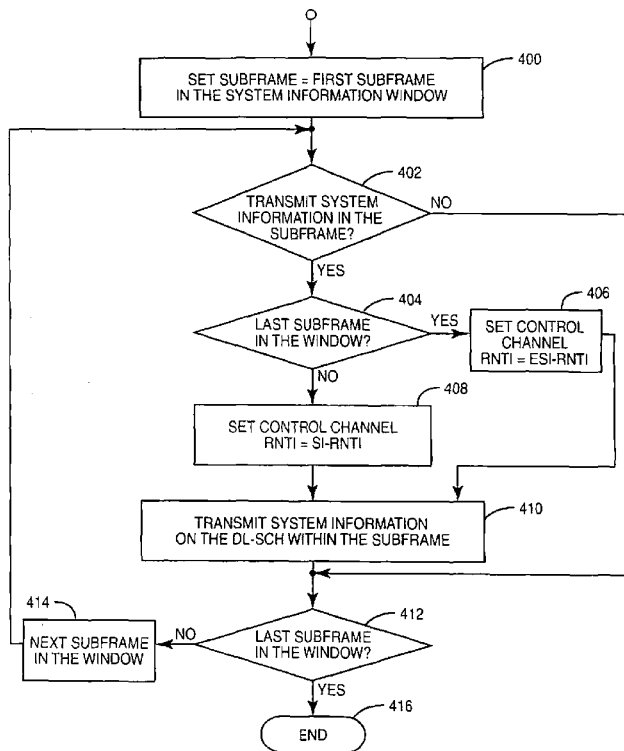 400
SET SUBFRAME = FIRST SUBFRAME
IN THE SYSTEM INFORMATION WINDOW
402
TRANSMIT SYSTEM
INFORMATION IN THE
SUBFRAME?
NO
YES
404
LAST SUBFRAME
IN THE WINDOW?
YES
NO
406
SET CONTROL
CHANNEL
RNTI = ESI-RNTI
408
SET CONTROL CHANNEL
RNTI = SI-RNTI
410
TRANSMIT SYSTEM INFORMATION
ON THE DL-SCH WITHIN THE SUBFRAME
412
LAST SUBFRAME
IN THE WINDOW?
NO
YES
414
NEXT SUBFRAME
IN THE WINDOW
416
END